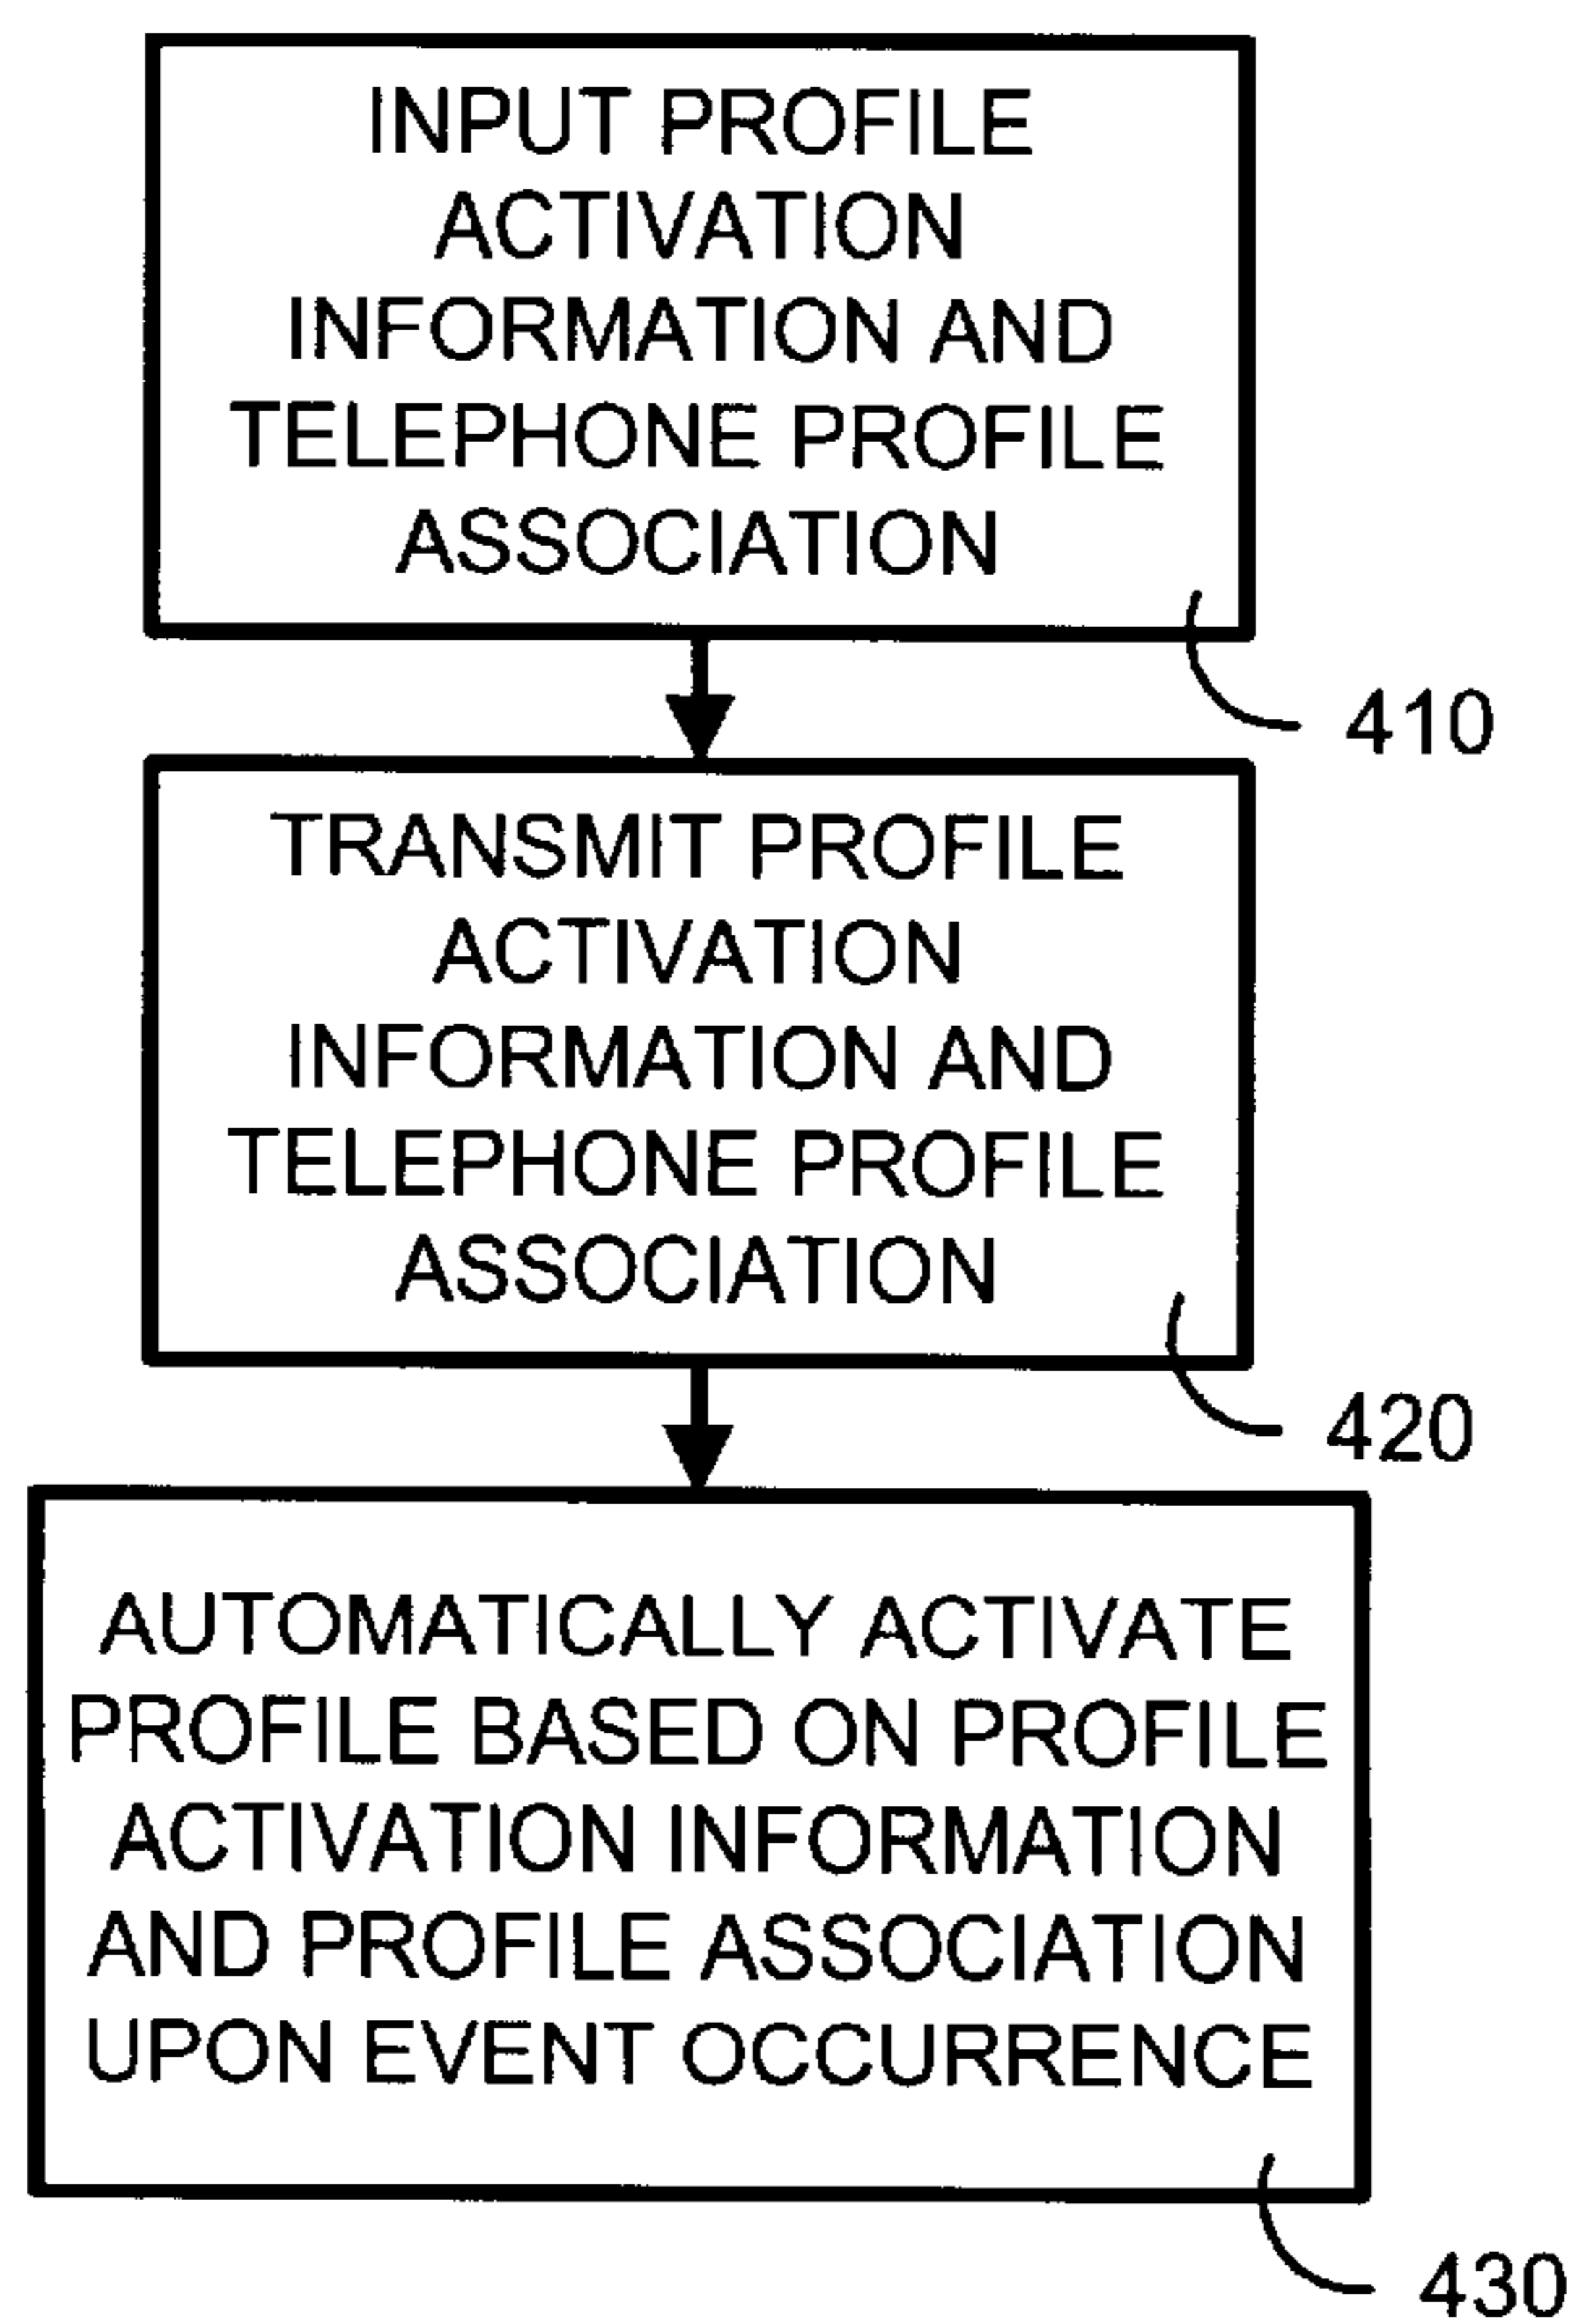 INPUT PROFILE
ACTIVATION
INFORMATION AND
TELEPHONE PROFILE
ASSOCIATION
410
TRANSMIT PROFILE
ACTIVATION
INFORMATION AND
TELEPHONE PROFILE
ASSOCIATION
420
AUTOMATICALLY ACTIVATE
PROFILE BASED ON PROFILE
ACTIVATION INFORMATION
AND PROFILE ASSOCIATION
UPON EVENT OCCURRENCE
430